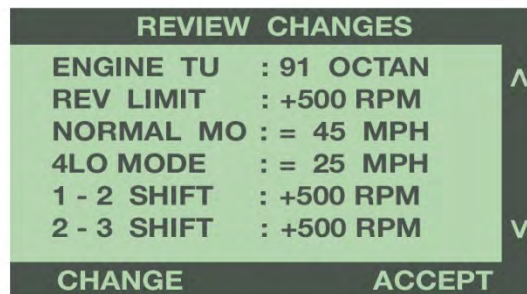 REVIEW CHANGES
ENGINE TU : 91 OCTAN
REV LIMIT : +500 RPM
NORMAL MO : = 45 MPH
4LO MODE : = 25 MPH
1 - 2 SHIFT : +500 RPM
2 - 3 SHIFT : +500 RPM
CHANGE ACCEPT